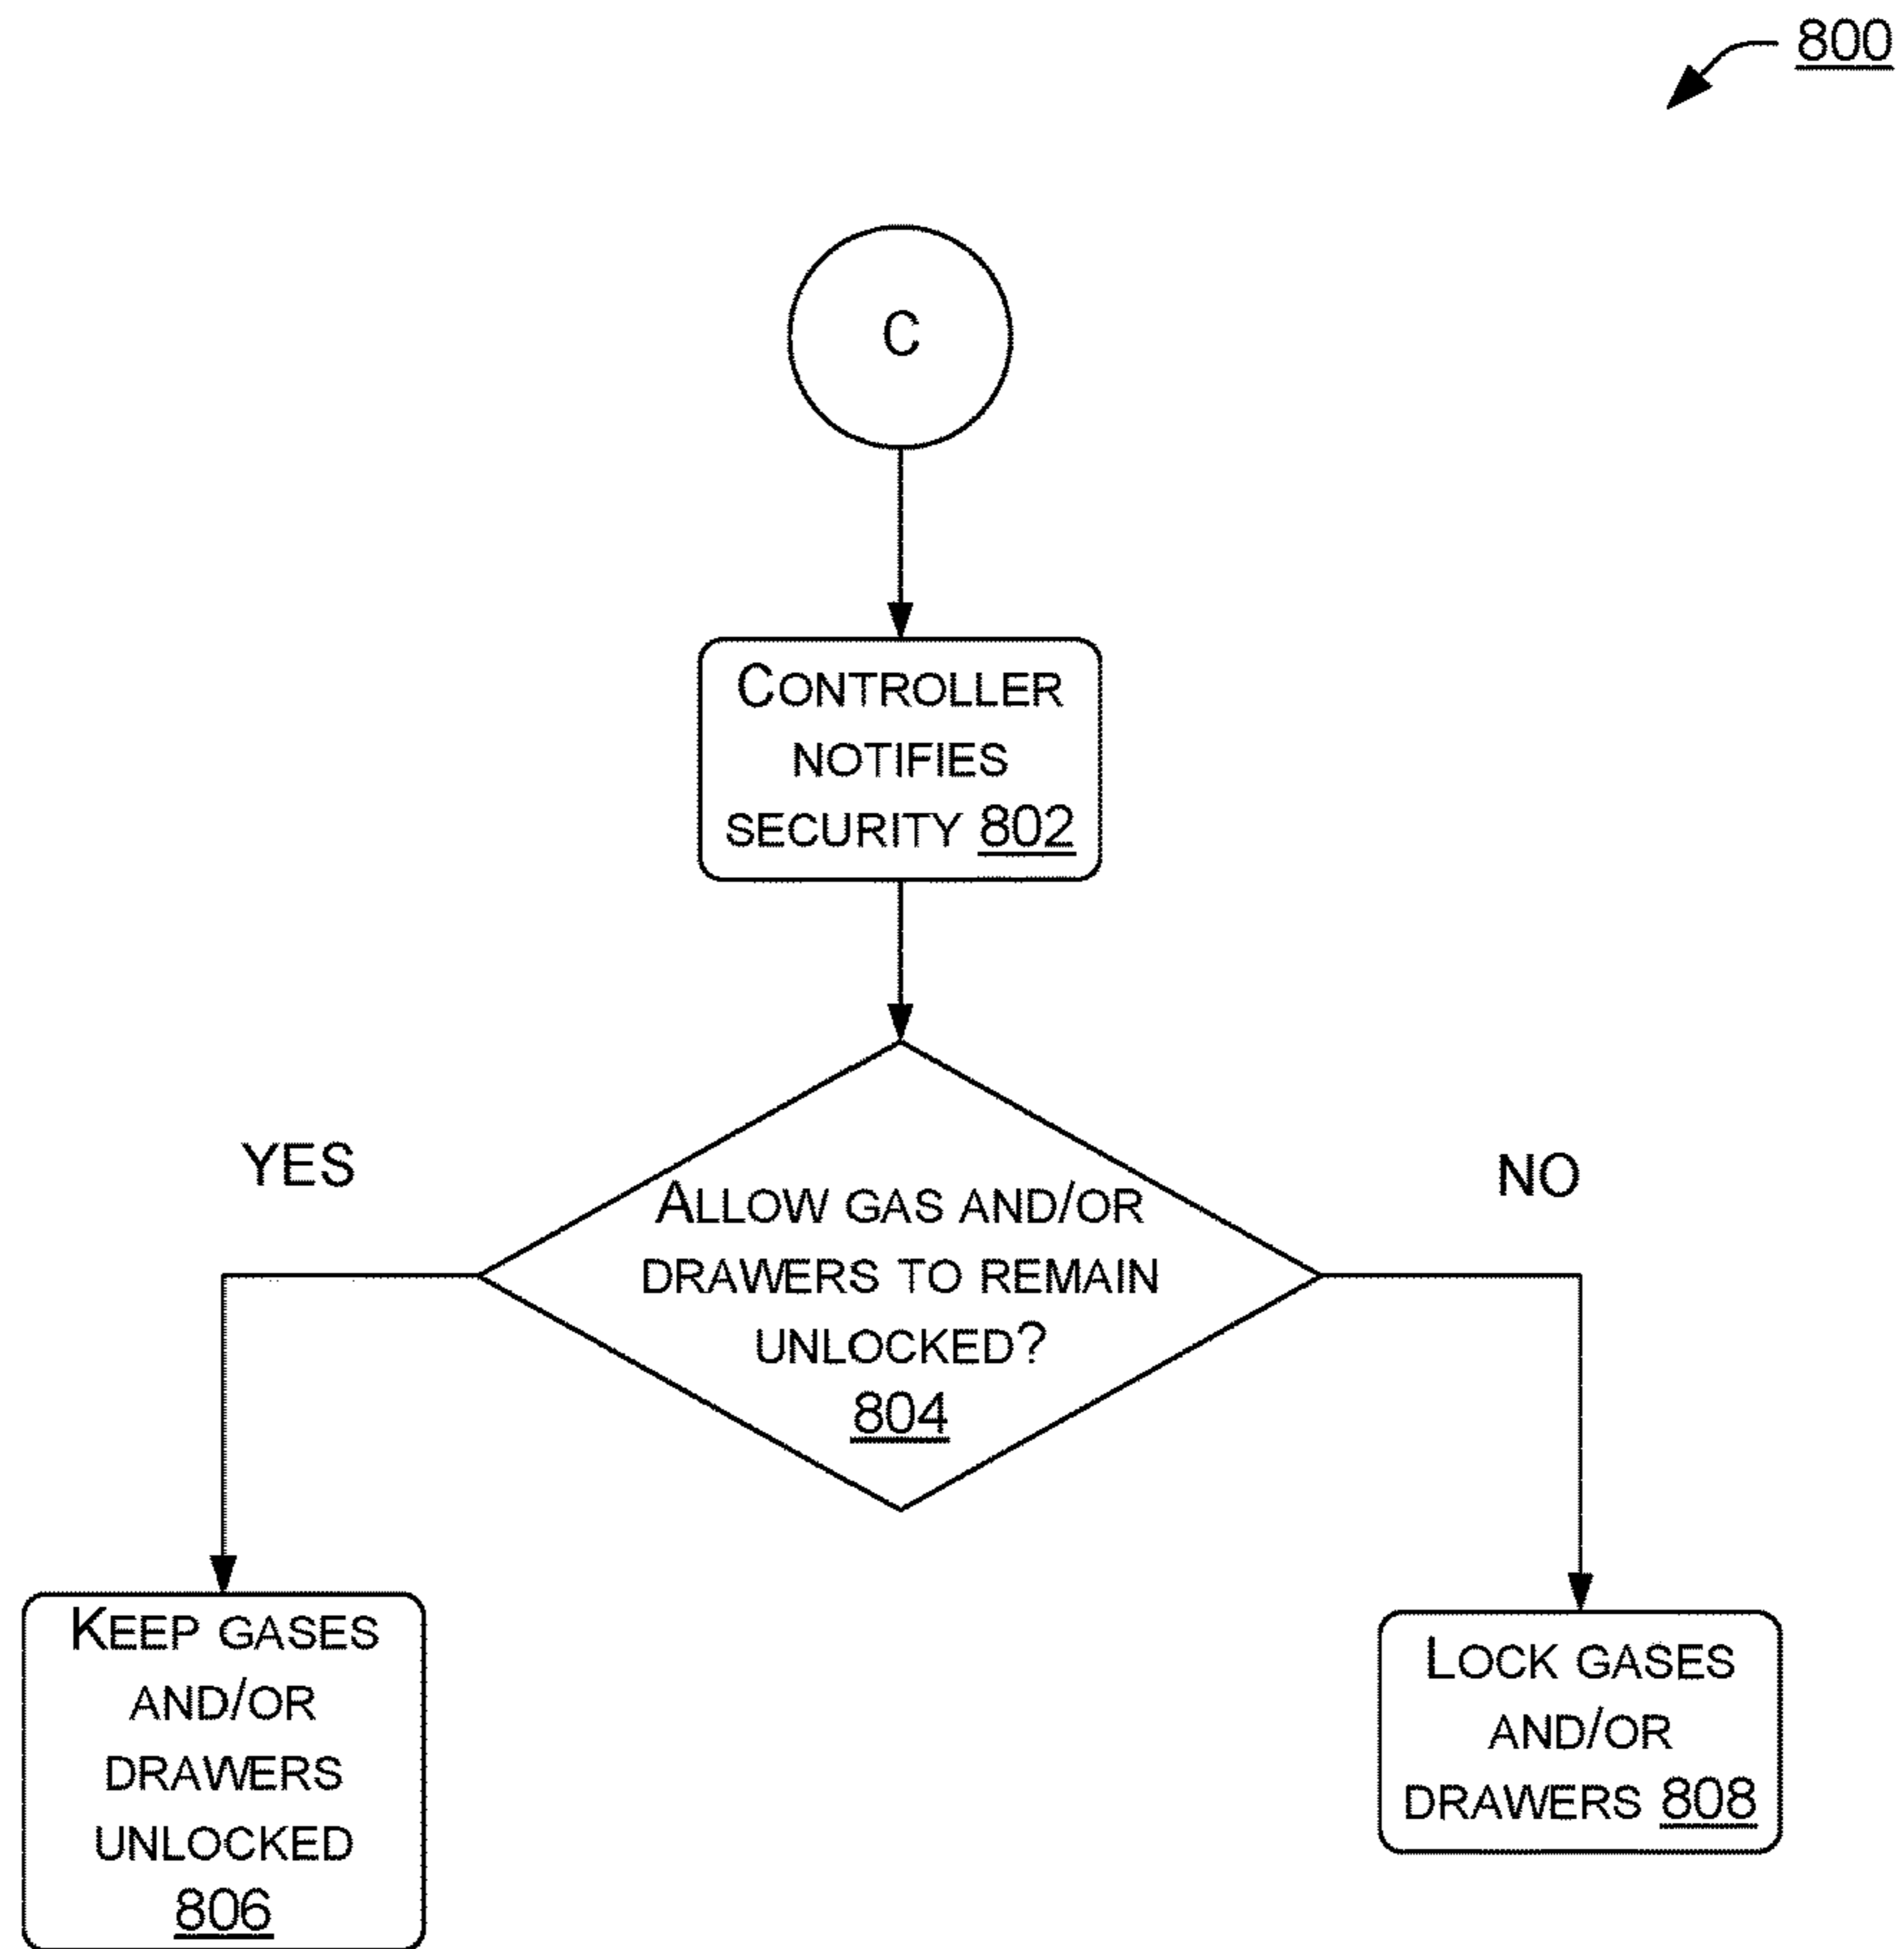 800
C
CONTROLLER
NOTIFIES
SECURITY 802
YES
NO
ALLOW GAS AND/OR
DRAWERS TO REMAIN
UNLOCKED?
804
KEEP GASES
AND/OR
DRAWERS
UNLOCKED
806
LOCK GASES
AND/OR
DRAWERS 808